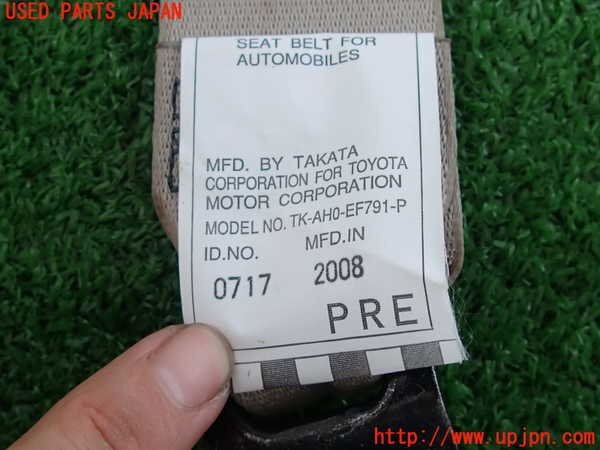 USED PARTS JAPAN
SEAT BELT FOR
AUTOMOBILES
MFD. BY TAKATA
CORPORATION FOR TOYOTA
MOTOR CORPORATION
MODEL NO. TK-AH0-EF791-P
ID.NO. MFD.IN
0717 2008
PRE
http://www.upjpn.com/